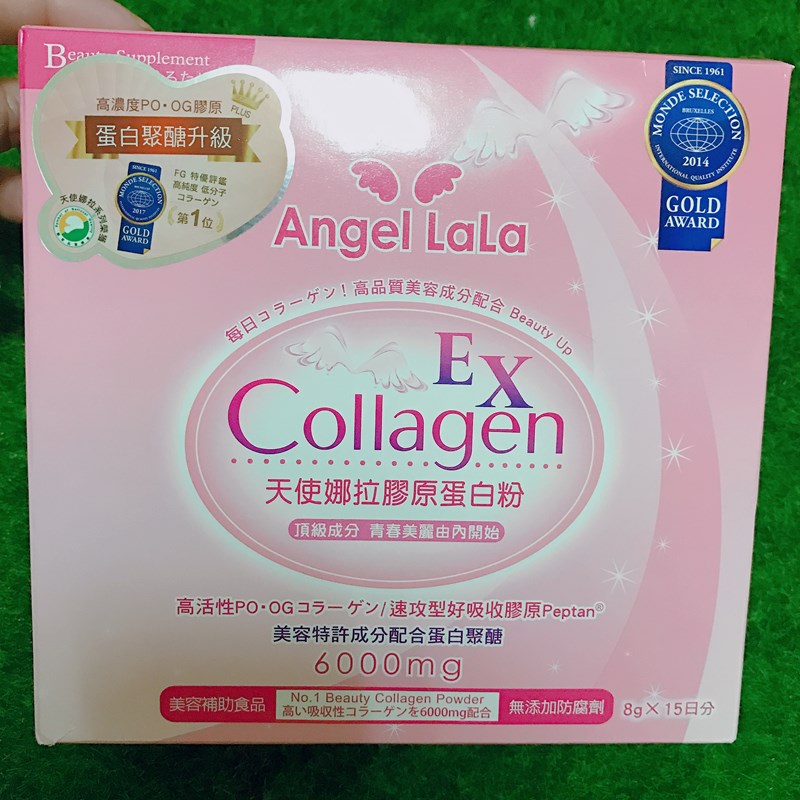 Beauty Supplement
高濃度PO・OG膠原
PLUS
蛋白聚醣升級
SINCE 1961
MONDE SELECTION
2017
GOLD
AWARD
FG 特優評鑑
高純度 低分子
コラーゲン
第1位
天使娜拉系列榮獲
SINCE 1961
MONDE SELECTION
BRUXELLES
2014
INTERNATIONAL QUALITY INSTITUTE
GOLD
AWARD
Angel LaLa
毎日コラーゲン！高品質美容成分配合 Beauty Up
EX
Collagen
天使娜拉膠原蛋白粉
頂級成分 青春美麗由內開始
高活性PO・OGコラーゲン/速攻型好吸收膠原Peptan®
美容特許成分配合蛋白聚醣
6000mg
美容補助食品
No.1 Beauty Collagen Powder
高い吸収性コラーゲンを6000mg配合
無添加防腐劑
8g×15日分